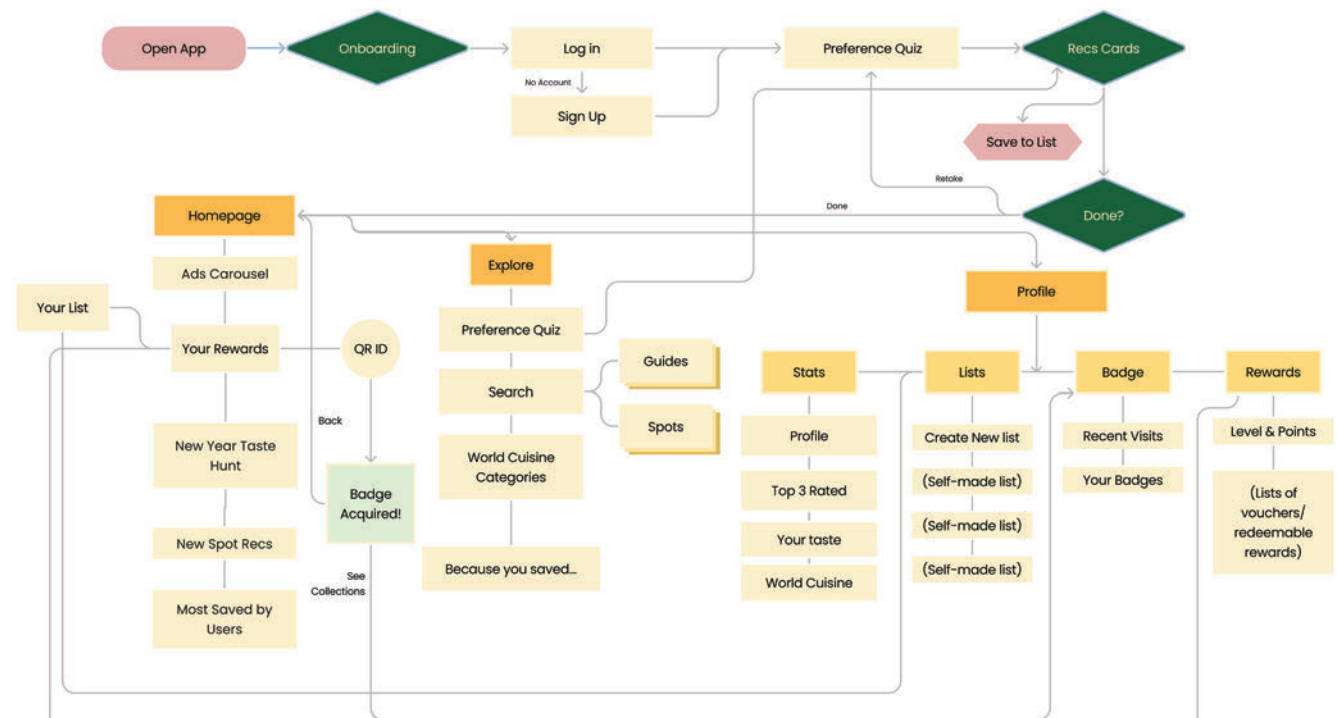 Open App
Onboarding
Log in
Preference Quiz
Recs Cards
No Account
Sign Up
Save to List
Retake
Done
Done?
Homepage
Explore
Profile
Ads Carousel
Your List
Your Rewards
QR ID
Preference Quiz
Guides
Search
Spots
Stats
Lists
Badge
Rewards
Back
New Year Taste
Hunt
World Cuisine
Categories
Badge
Acquired!
New Spot Recs
Because you saved...
See
Collections
Most Saved by
Users
Profile
Top 3 Rated
Your taste
World Cuisine
Create New list
(Self-made list)
(Self-made list)
(Self-made list)
Recent Visits
Your Badges
Level & Points
(Lists of
vouchers/
redeemable
rewards)